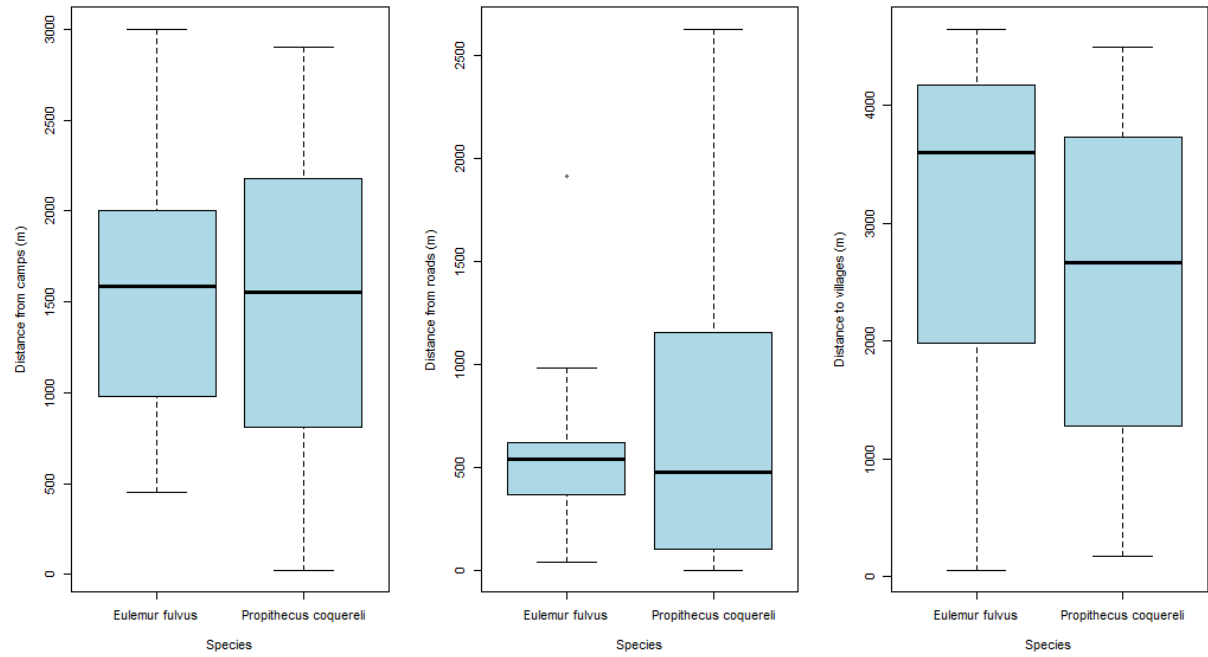 Distance from camps (m)
3000
2500
2000
1500
1000
500
0
Eulemur fulvus
Propithecus coquereli
Species
Distance from roads (m)
2500
2000
1500
1000
500
0
Eulemur fulvus
Propithecus coquereli
Species
Distance to villages (m)
4000
3000
2000
1000
0
Eulemur fulvus
Propithecus coquereli
Species